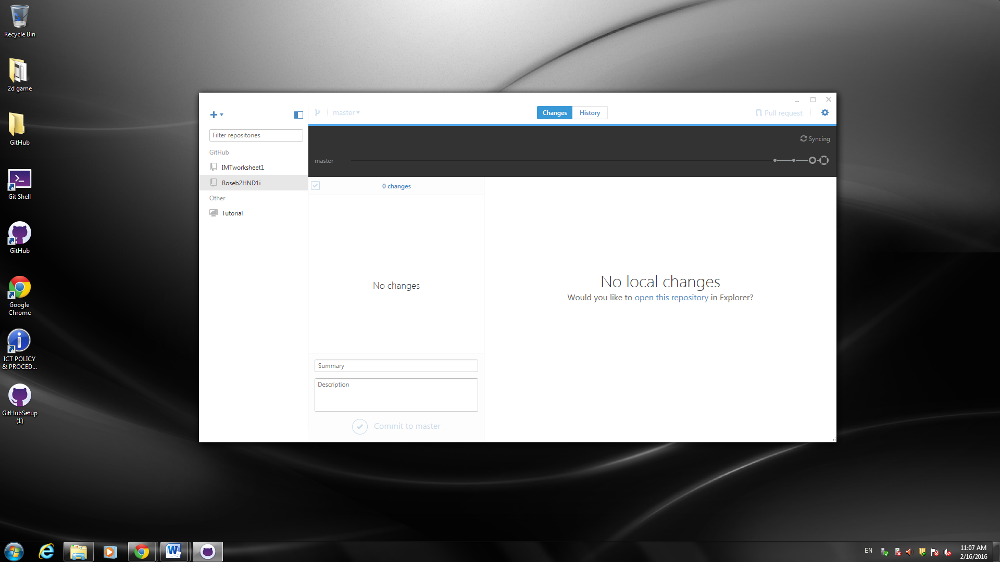 Recycle Bin
2d game
GitHub
Git Shell
GitHub
Google
Chrome
ICT POLICY
& PROCED...
GitHubSetup
(1)
master
Changes
History
Pull request
Filter repositories
GitHub
IMTworksheet1
Roseb2HND1i
Other
Tutorial
Syncing
master
0 changes
No changes
No local changes
Would you like to open this repository in Explorer?
Summary
Description
Commit to master
EN
11:07 AM
2/16/2016